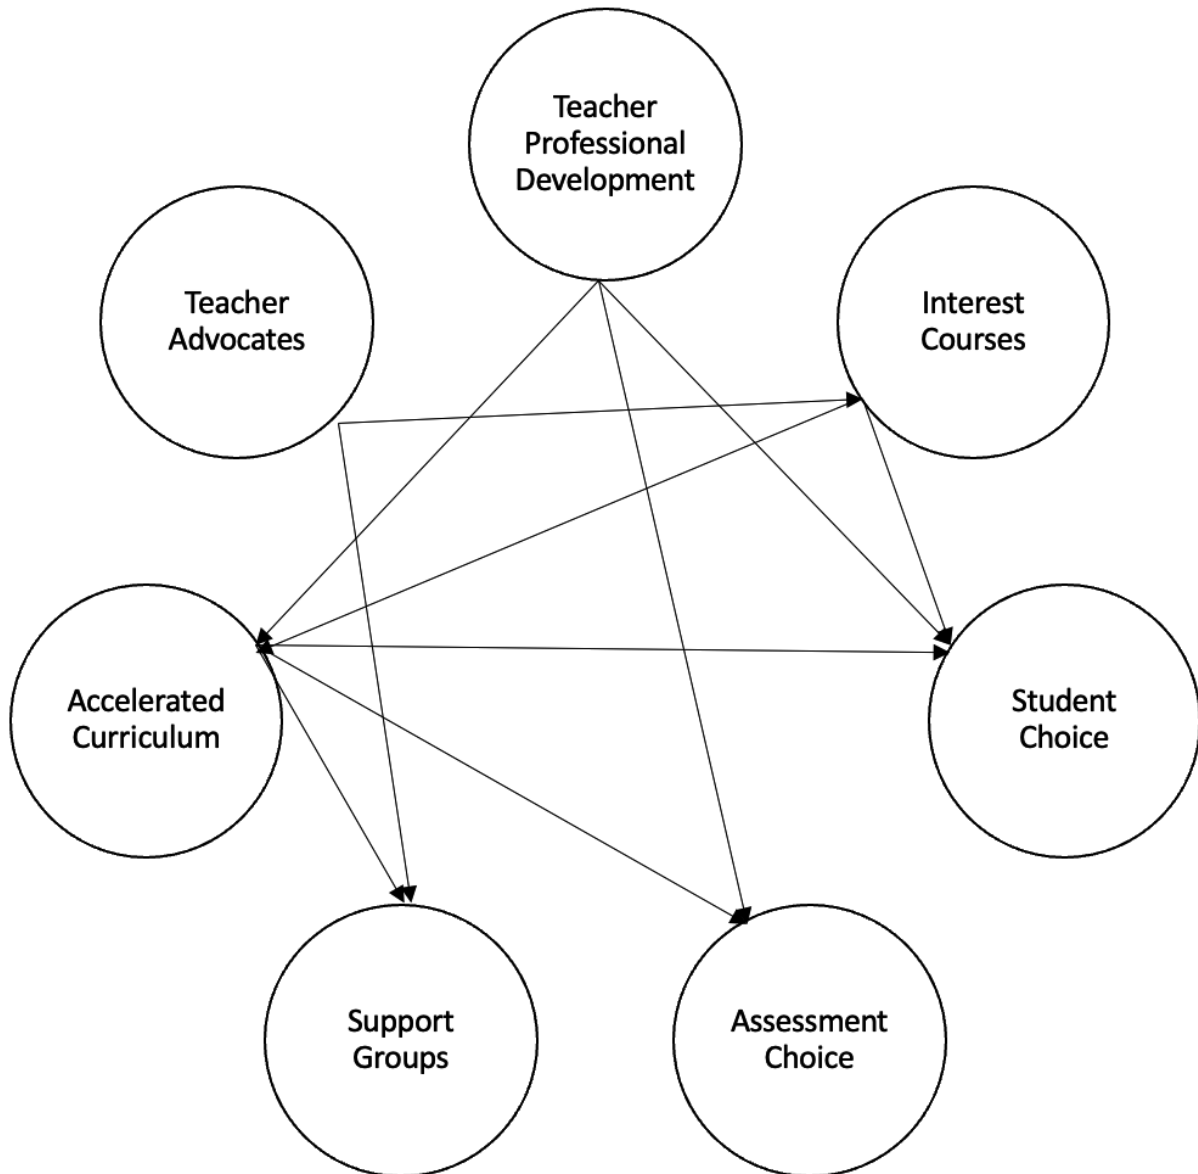 Teacher
Professional
Development
Teacher
Advocates
Interest
Courses
Accelerated
Curriculum
Student
Choice
Support
Groups
Assessment
Choice